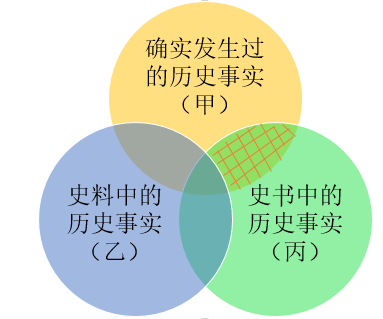 确实发生过
的历史事实
（甲）
史料中的
历史事实
（乙）
史书中的
历史事实
（丙）